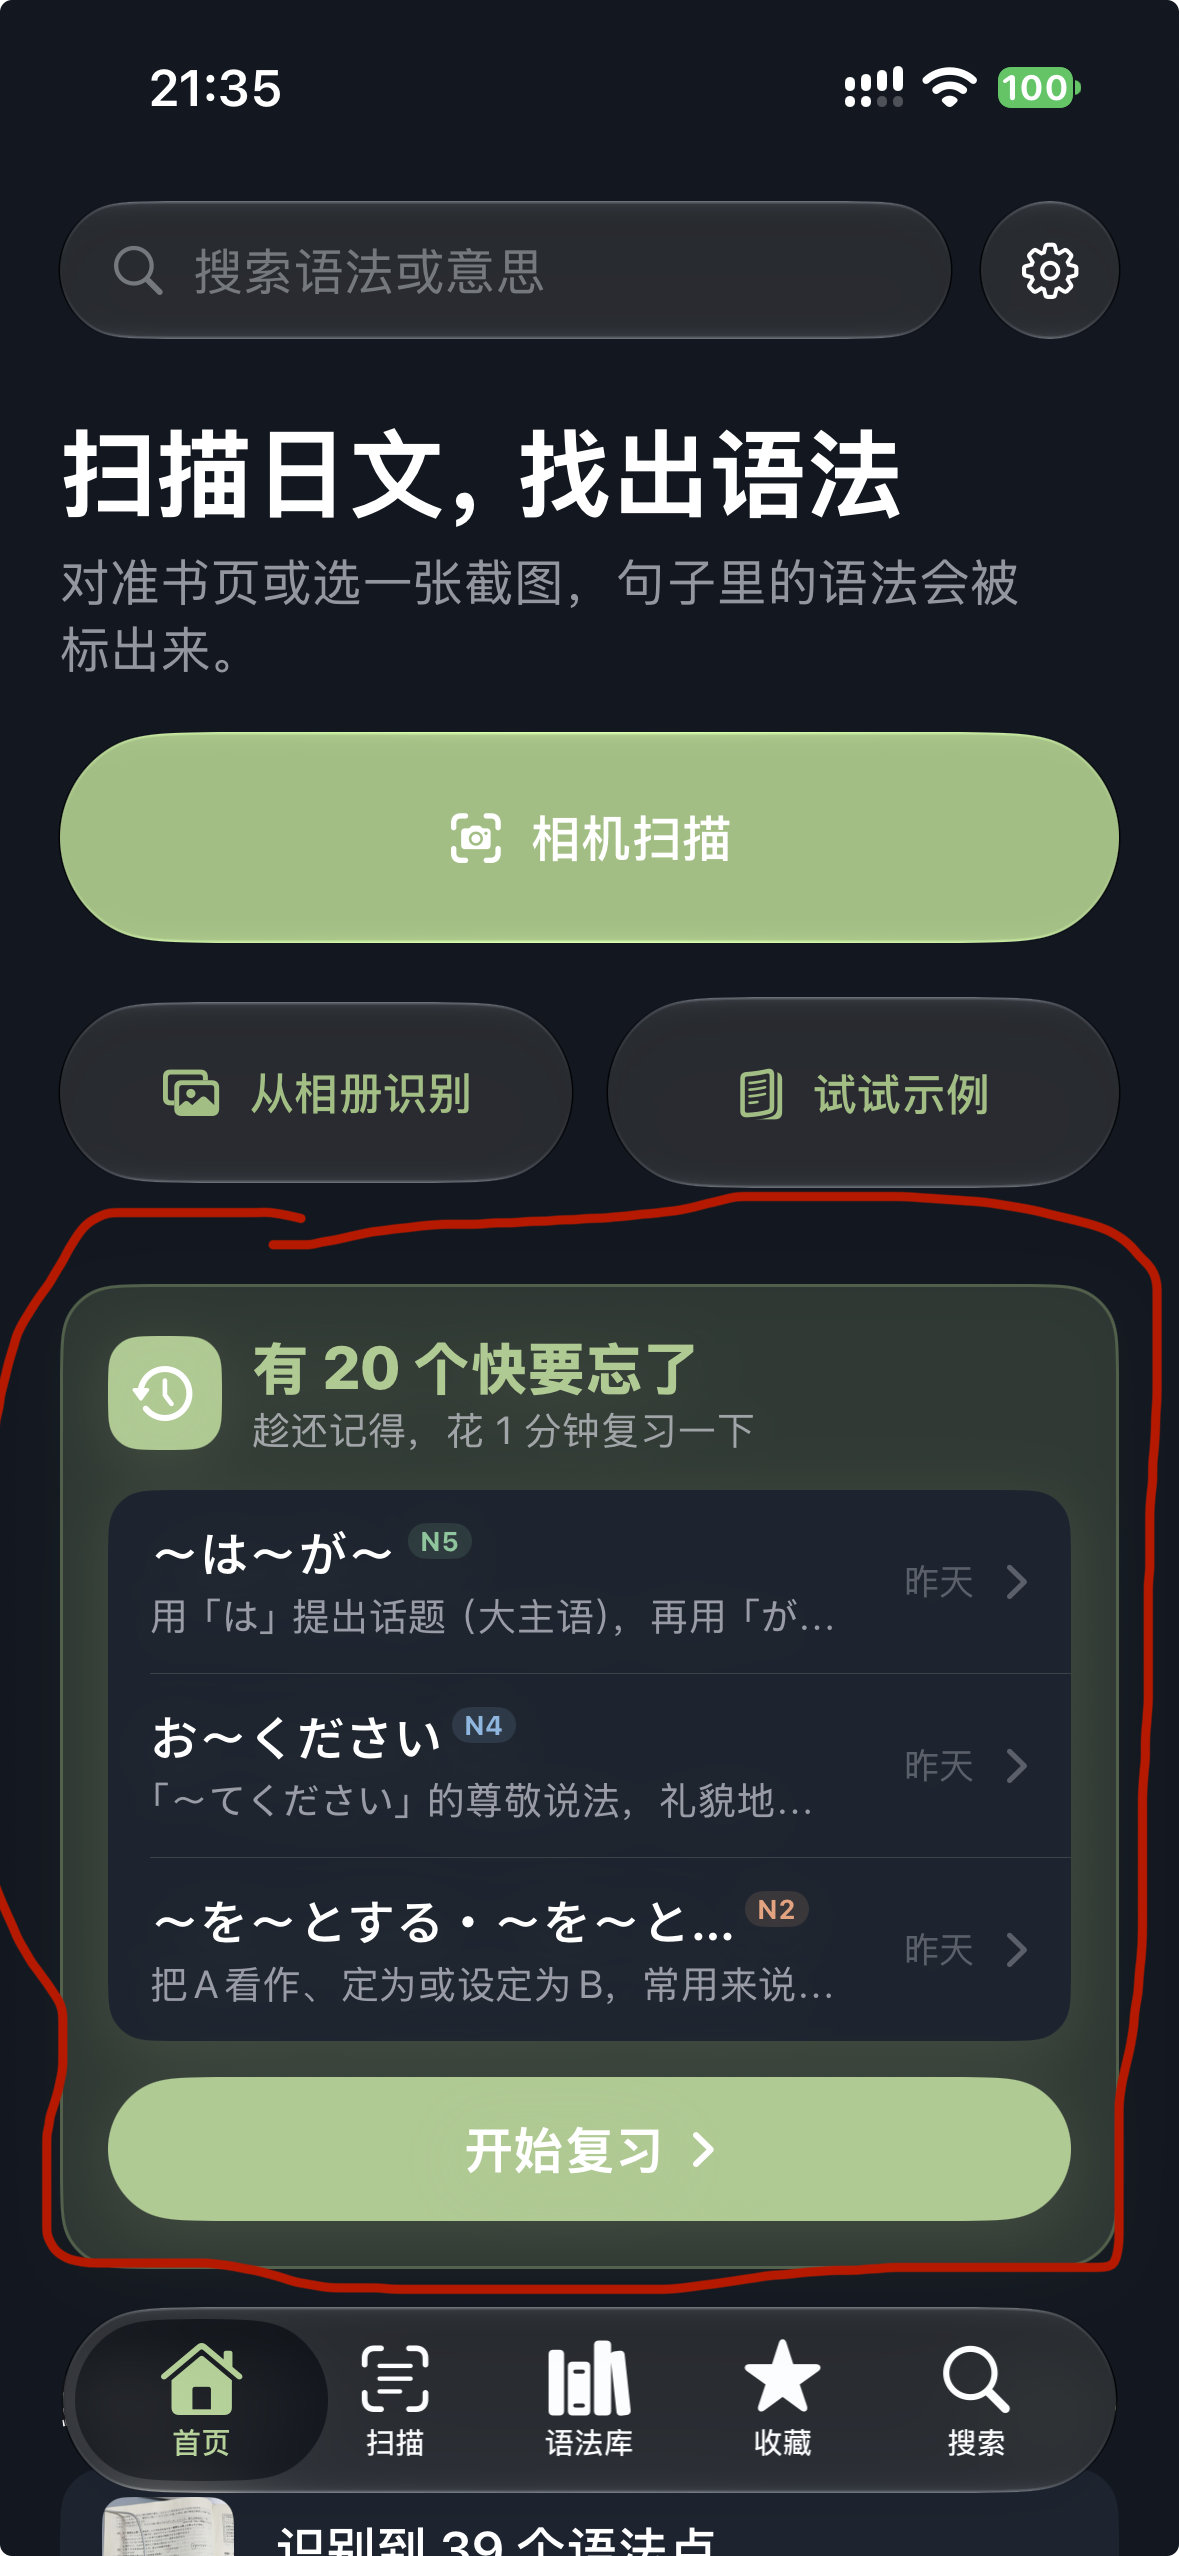 21:35
100
搜索语法或意思
扫描日文，找出语法
对准书页或选一张截图，句子里的语法会被
标出来。
相机扫描
从相册识别
试试示例
有 20 个快要忘了
趁还记得，花 1 分钟复习一下
～は～が～ N5
用「は」提出话题（大主语），再用「が…
昨天
お～ください N4
「～てください」的尊敬说法，礼貌地…
昨天
～を～とする・～を～と… N2
把 A 看作、定为或设定为 B，常用来说…
昨天
开始复习
首页
扫描
语法库
收藏
搜索
识别到 39 个语法点